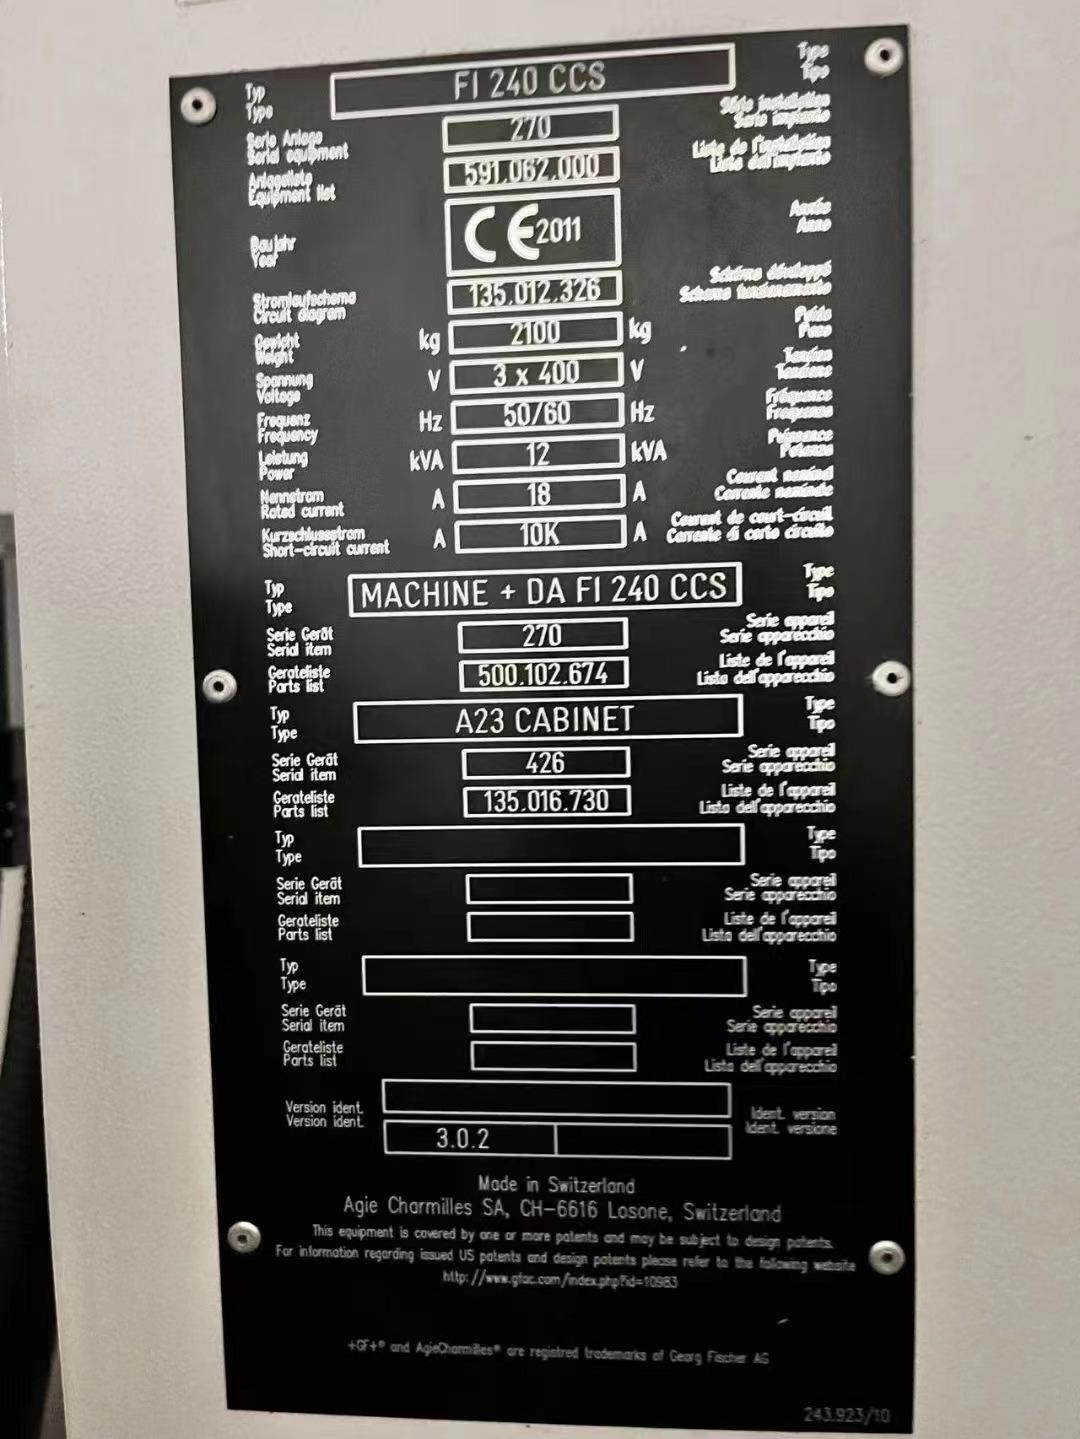 Typ FI 240 CCS Type
Type Tipo
Serie Anlage 270 Série installation
Serial equipment Serie impianto
Anlageliste 591.062.000 Liste de l'installation
Equipment list Lista dell'impianto
Baujahr CE 2011 Année
Year Anno
Stromlaufschema 135.012.326 Schéma développé
Circuit diagram Schema funzionamento
Gewicht kg 2100 kg Poids
Weight Peso
Spannung V 3 x 400 V Tension
Voltage Tensione
Frequenz Hz 50/60 Hz Fréquence
Frequency Frequenza
Leistung kVA 12 kVA Puissance
Power Potenza
Nennstrom A 18 A Courant nominal
Rated current Corrente nominale
Kurzschlussstrom A 10K A Courant de court-circuit
Short-circuit current Corrente di corto circuito
Typ MACHINE + DA FI 240 CCS Type
Type Tipo
Serie Gerät 270 Serie appareil
Serial item Serie apparecchio
Gerateliste 500.102.674 Liste de l'appareil
Parts list Lista dell'apparecchio
Typ A23 CABINET Type
Type Tipo
Serie Gerät 426 Serie appareil
Serial item Serie apparecchio
Gerateliste 135.016.730 Liste de l'appareil
Parts list Lista dell'apparecchio
Typ Type
Type Tipo
Serie Gerät Serie appareil
Serial item Serie apparecchio
Gerateliste Liste de l'appareil
Parts list Lista dell'apparecchio
Typ Type
Type Tipo
Serie Gerät Serie appareil
Serial item Serie apparecchio
Gerateliste Liste de l'appareil
Parts list Lista dell'apparecchio
Version ident. Ident. version
Version ident. 3.0.2 Ident. versione
Made in Switzerland
Agie Charmilles SA, CH-6616 Losone, Switzerland
This equipment is covered by one or more patents and may be subject to design patents.
For information regarding issued US patents and design patents please refer to the following website
http://www.gfac.com/index.php?id=10983
+GF+® and AgieCharmilles® are registred trademarks of Georg Fischer AG
243.923/10